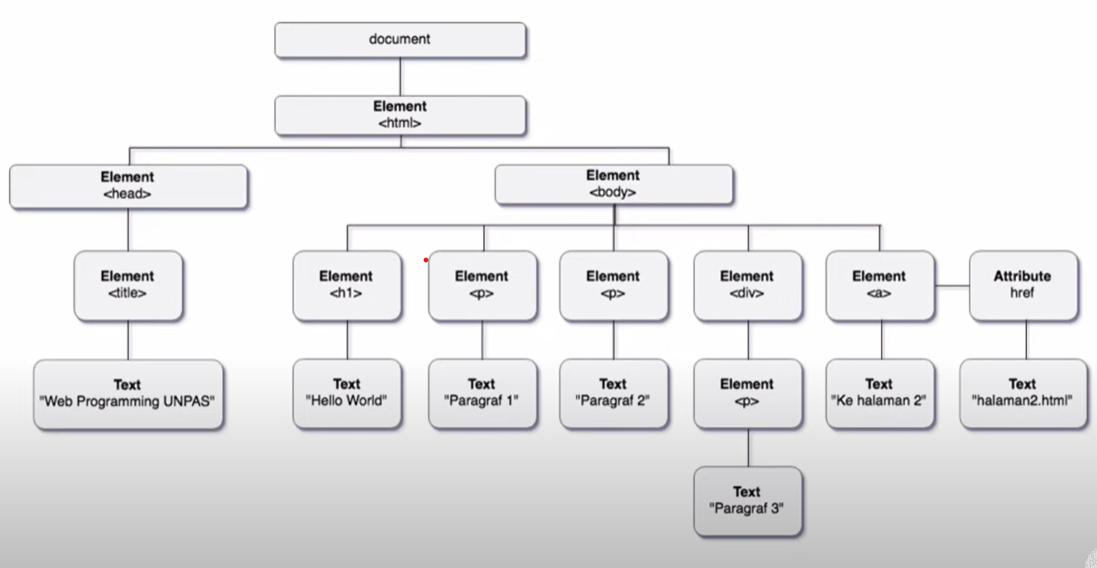 document
Element
<html>
Element
<head>
Element
<body>
Element
<title>
Element
<h1>
Element
<p>
Element
<p>
Element
<div>
Element
<a>
Attribute
href
Text
"Web Programming UNPAS"
Text
"Hello World"
Text
"Paragraf 1"
Text
"Paragraf 2"
Element
<p>
Text
"Ke halaman 2"
Text
"halaman2.html"
Text
"Paragraf 3"